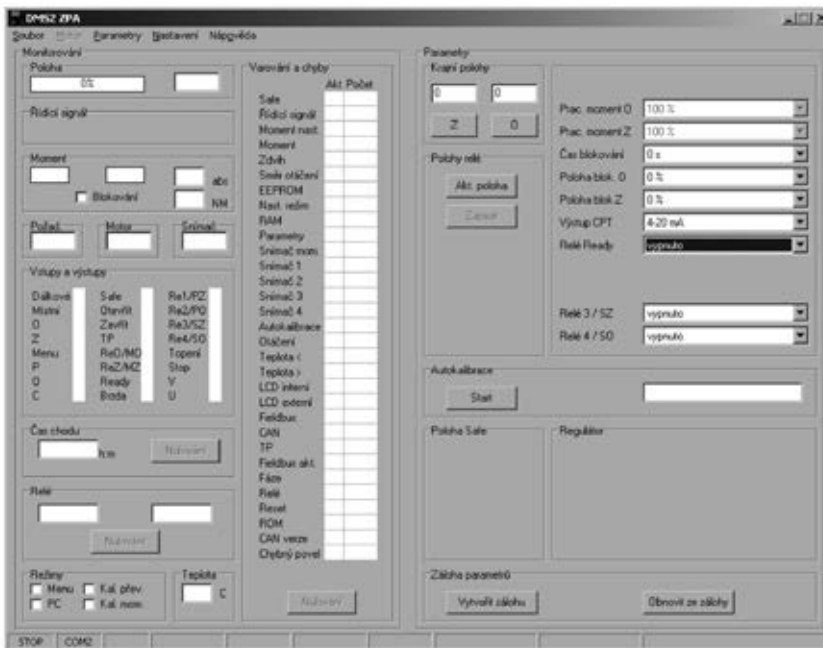 DMS2 ZPA
Soubor Motor Parametry Nastavení Nápověda
Monitorování
Poloha
0%
Řídicí signál
Moment
abs
Blokování
NM
Pořad.
Motor
Snímač
Vstupy a výstupy
Dálkově Safe Re1/PZ
Místní Otevřít Re2/PO
O Zavřít Re3/SZ
Z TP Re4/SO
Menu ReO/MO Topení
P ReZ/MZ Stop
O Ready V
C Brzda U
Čas chodu
h:m
Nulování
Relé
Nulování
Režimy
Menu Kal. přev.
PC Kal. mom.
Teplota
C
Varování a chyby
Akt. Počet
Safe
Řídicí signál
Moment nast.
Moment
Zdvih
Směr otáčení
EEPROM
Nast. režim
RAM
Parametry
Snímač mom.
Snímač 1
Snímač 2
Snímač 3
Snímač 4
Autokalibrace
Otáčení
Teplota <
Teplota >
LCD interní
LCD externí
Fieldbus
CAN
TP
Fieldbus akt.
Fáze
Relé
Reset
ROM
CAN verze
Chybný povel
Nulování
Parametry
Krajní polohy
0 0
Z O
Polohy relé
Akt. poloha
Zapsat
Prac. moment O 100 %
Prac. moment Z 100 %
Čas blokování 0 s
Poloha blok. O 0 %
Poloha blok.Z 0 %
Výstup CPT 4-20 mA
Relé Ready vypnuto
Relé 3 / SZ vypnuto
Relé 4 / SO vypnuto
Autokalibrace
Start
Poloha Safe
Regulátor
Záloha parametrů
Vytvořit zálohu
Obnovit ze zálohy
STOP COM2